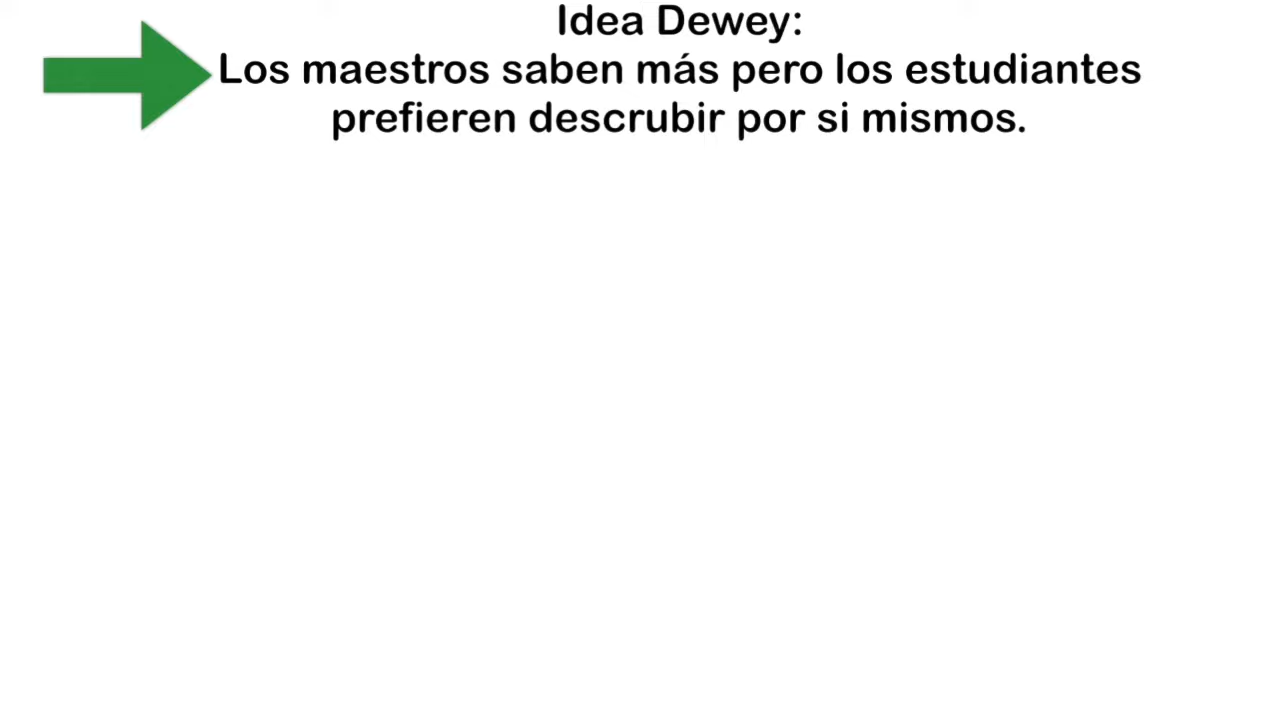 Idea Dewey:
Los maestros saben más pero los estudiantes
prefieren descrubir por si mismos.